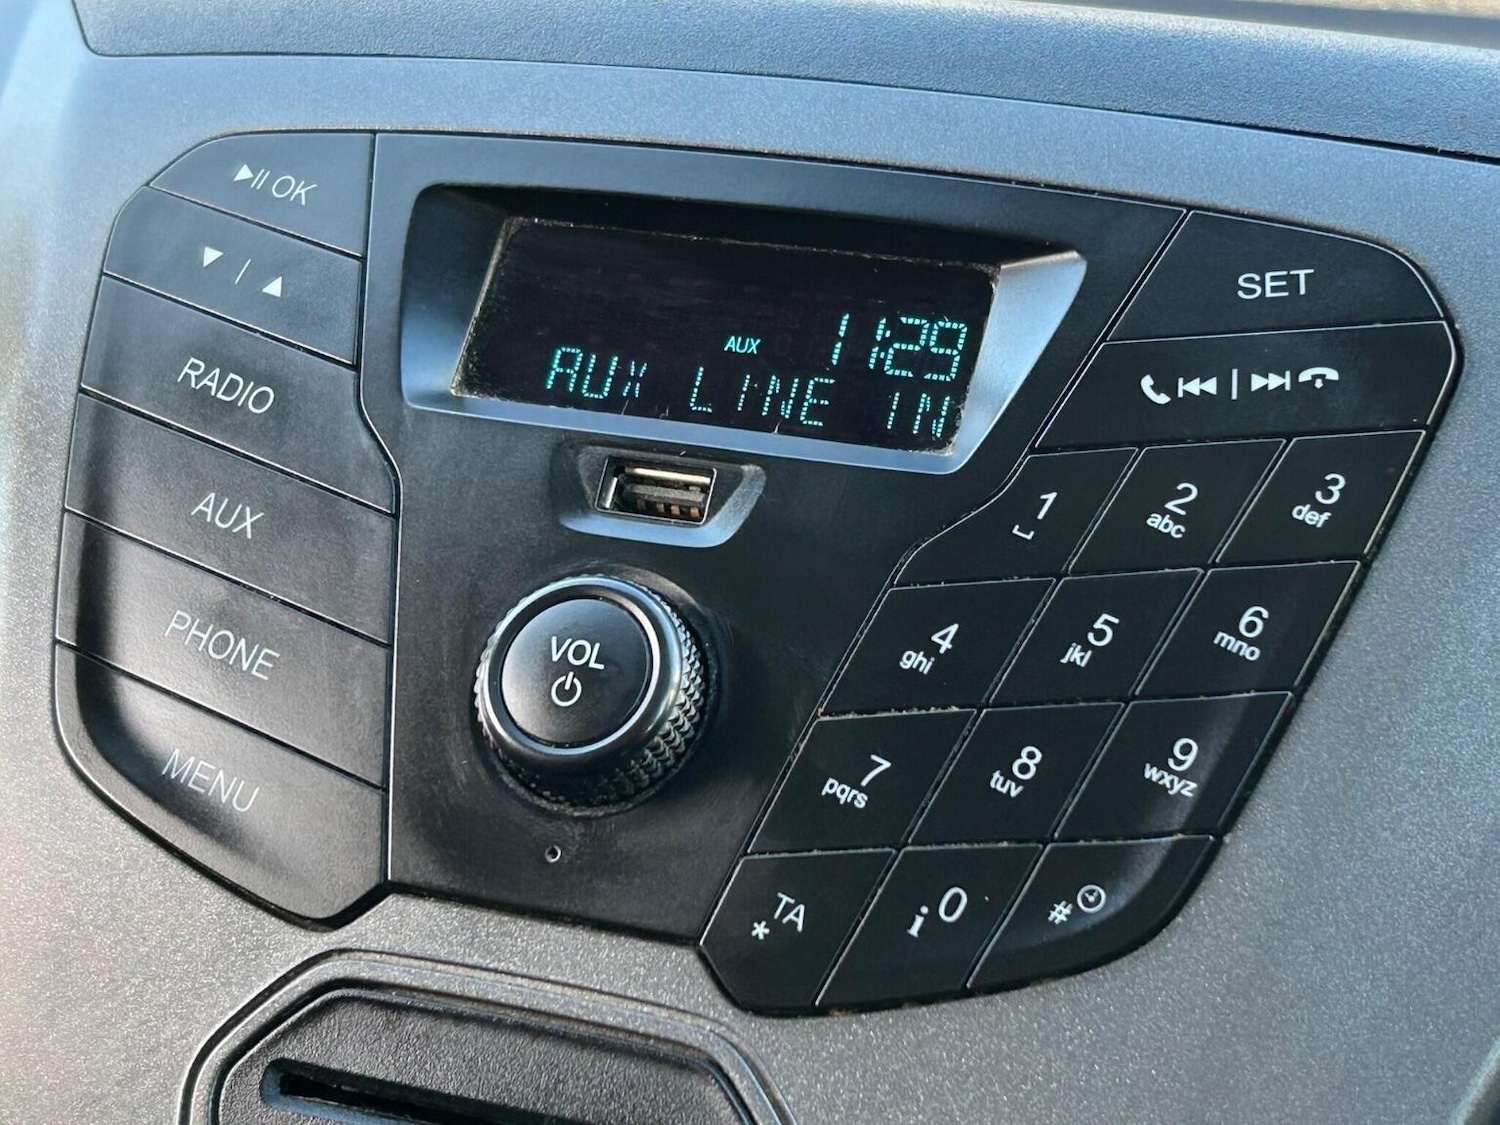 ▶II OK
▼ | ▲
RADIO
AUX
PHONE
MENU
AUX 11:29
AUX LINE IN
VOL
SET
1 2 3
␣ abc def
4 5 6
ghi jkl mno
7 8 9
pqrs tuv wxyz
* TA i 0 #